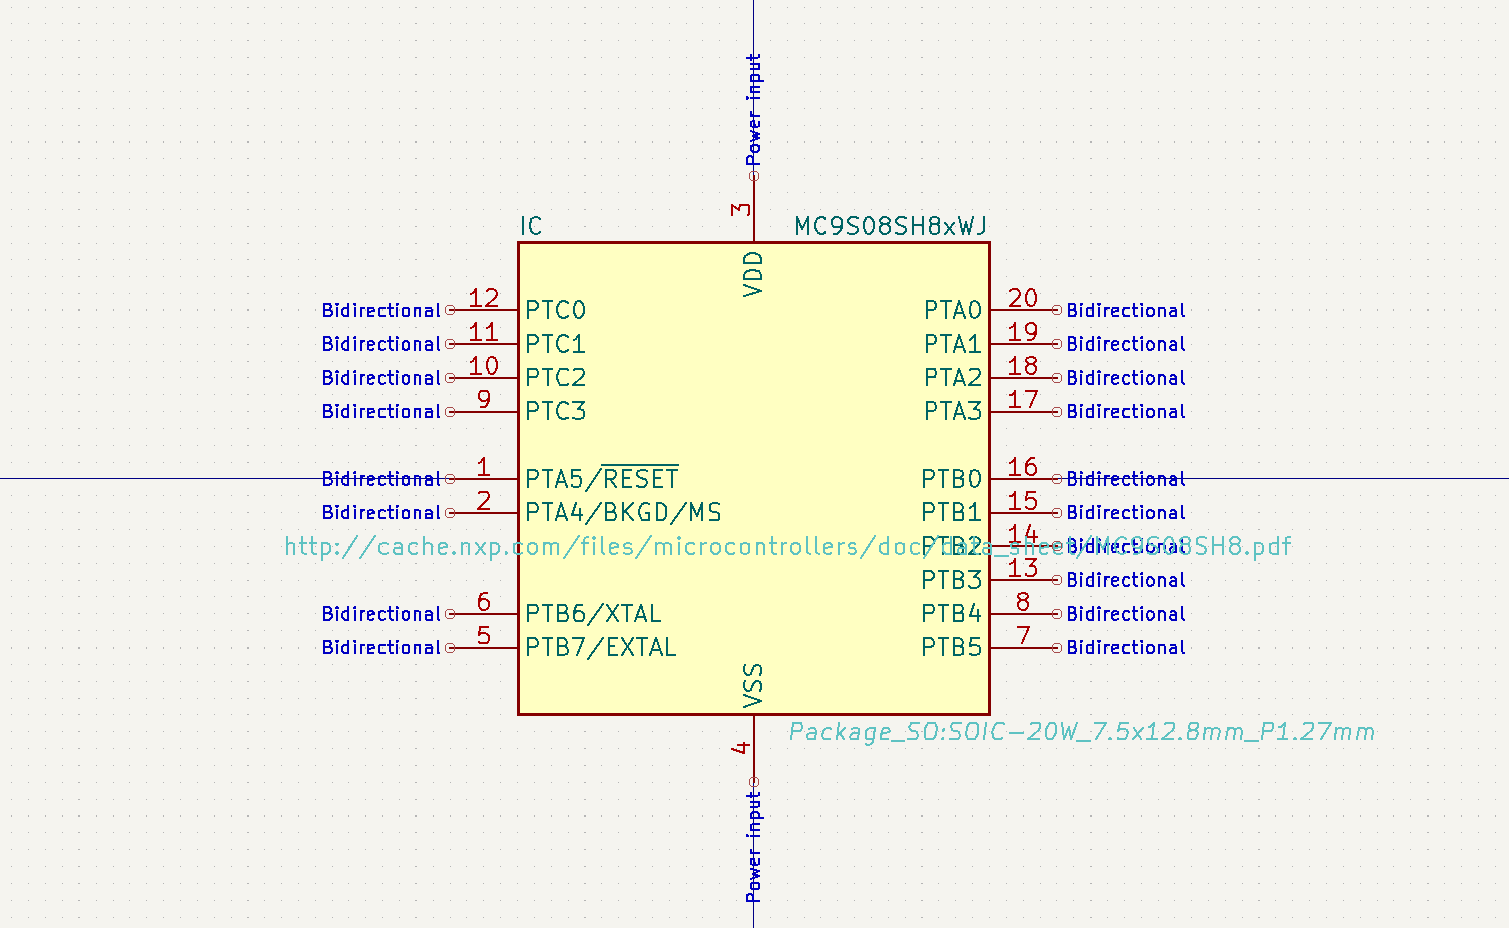 Power input
3
IC
MC9S08SH8xWJ
VDD
Bidirectional 12 PTC0 PTA0 20 Bidirectional
Bidirectional 11 PTC1 PTA1 19 Bidirectional
Bidirectional 10 PTC2 PTA2 18 Bidirectional
Bidirectional 9 PTC3 PTA3 17 Bidirectional
Bidirectional 1 PTA5/RESET PTB0 16 Bidirectional
Bidirectional 2 PTA4/BKGD/MS PTB1 15 Bidirectional
PTB2 14 Bidirectional
http://cache.nxp.com/files/microcontrollers/doc/data_sheet/MC9S08SH8.pdf
PTB3 13 Bidirectional
Bidirectional 6 PTB6/XTAL PTB4 8 Bidirectional
Bidirectional 5 PTB7/EXTAL PTB5 7 Bidirectional
VSS
Package_SO:SOIC-20W_7.5x12.8mm_P1.27mm
4
Power input